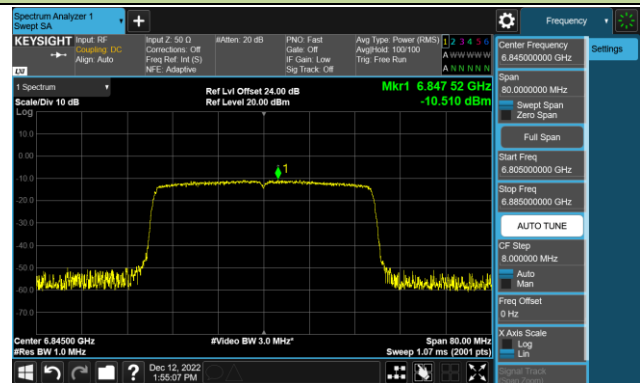 Spectrum Analyzer 1
Swept SA
Frequency
KEYSIGHT
Input: RF
Coupling: DC
Align: Auto
Input Z: 50 Ω
Corrections: Off
Freq Ref: Int (S)
NFE: Adaptive
#Atten: 20 dB
PNO: Fast
Gate: Off
IF Gain: Low
Sig Track: Off
Avg Type: Power (RMS)
Avg|Hold: 100/100
Trig: Free Run
1 2 3 4 5 6
A W W W W W
A N N N N N
LXI
1 Spectrum
Scale/Div 10 dB
Ref Lvl Offset 24.00 dB
Ref Level 20.00 dBm
Mkr1 6.847 52 GHz
-10.510 dBm
Log
10.0
0.00
-10.0
-20.0
-30.0
-40.0
-50.0
-60.0
-70.0
1
Center 6.84500 GHz
#Res BW 1.0 MHz
#Video BW 3.0 MHz*
Span 80.00 MHz
Sweep 1.07 ms (2001 pts)
Dec 12, 2022
1:55:07 PM
Center Frequency
6.845000000 GHz
Settings
Span
80.0000000 MHz
Swept Span
Zero Span
Full Span
Start Freq
6.805000000 GHz
Stop Freq
6.885000000 GHz
AUTO TUNE
CF Step
8.000000 MHz
Auto
Man
Freq Offset
0 Hz
X Axis Scale
Log
Lin
Signal Track
(Span Zoom)